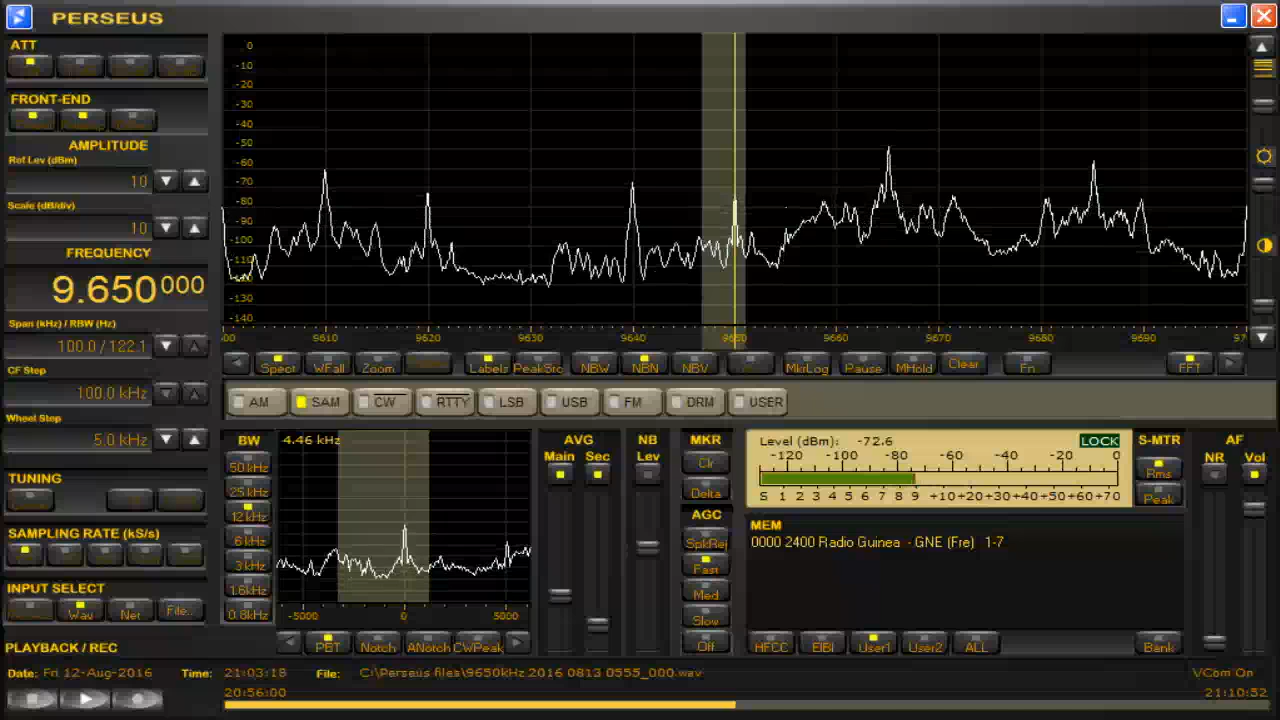 PERSEUS
ATT
FRONT-END
AMPLITUDE
Ref Lev (dBm)
10
Scale (dB/div)
10
FREQUENCY
9.650 000
Span (kHz) / RBW (Hz)
100.0 / 122.1
CF Step
100.0 kHz
Wheel Step
5.0 kHz
TUNING
SAMPLING RATE (kS/s)
INPUT SELECT
Wav Net File..
PLAYBACK / REC
0
-10
-20
-30
-40
-50
-60
-70
-80
-90
-100
-110
-120
-130
-140
9610 9620 9630 9640 9650 9660 9670 9680 9690
Spect WFall Zoom Labels PeakSrc NBW NBN NBV MkrLog Pause MHold Clear Fn FFT
AM SAM CW RTTY LSB USB FM DRM USER
BW
50 kHz
25 kHz
12 kHz
6 kHz
3 kHz
1.6kHz
0.8kHz
4.46 kHz
-5000 0 5000
PBT Notch ANotch CWPeak
AVG
Main Sec
NB
Lev
MKR
Clr
Delta
AGC
SpkRej
Fast
Med
Slow
Off
Level (dBm): -72.6 LOCK
-120 -100 -80 -60 -40 -20 0
S 1 2 3 4 5 6 7 8 9 +10+20+30+40+50+60+70
S-MTR
Rms
Peak
AF
NR Vol
MEM
0000 2400 Radio Guinea - GNE (Fre) 1-7
HFCC EIBI User1 User2 ALL Bank
Date: Fri 12-Aug-2016 Time: 21:03:18 File: C:\Perseus files\9650kHz 2016 0813 0555_000.wav VCom On
20:56:00 21:10:52